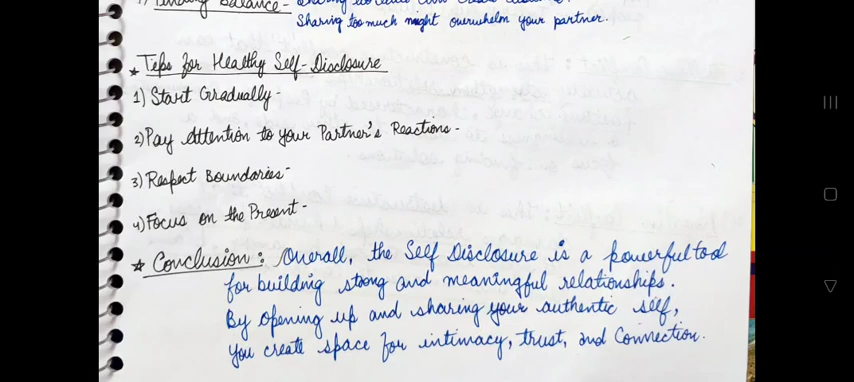 Finding Balance -
Sharing too much might overwhelm your partner.
★ Tips for Healthy Self-Disclosure
1) Start Gradually -
2) Pay Attention to your Partner's Reactions -
3) Respect Boundaries -
4) Focus on the Present -
★ Conclusion : Overall, the Self Disclosure is a powerful tool
for building strong and meaningful relationships.
By opening up and sharing your authentic self,
you create space for intimacy, trust, and Connection.